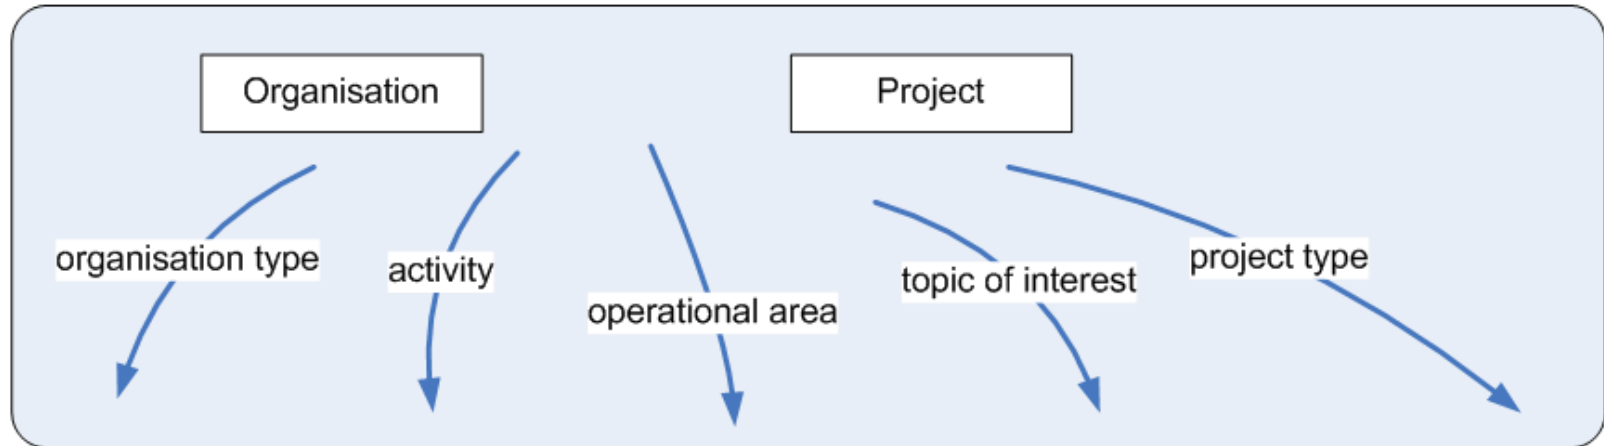 Organisation
Project
organisation type
activity
operational area
topic of interest
project type